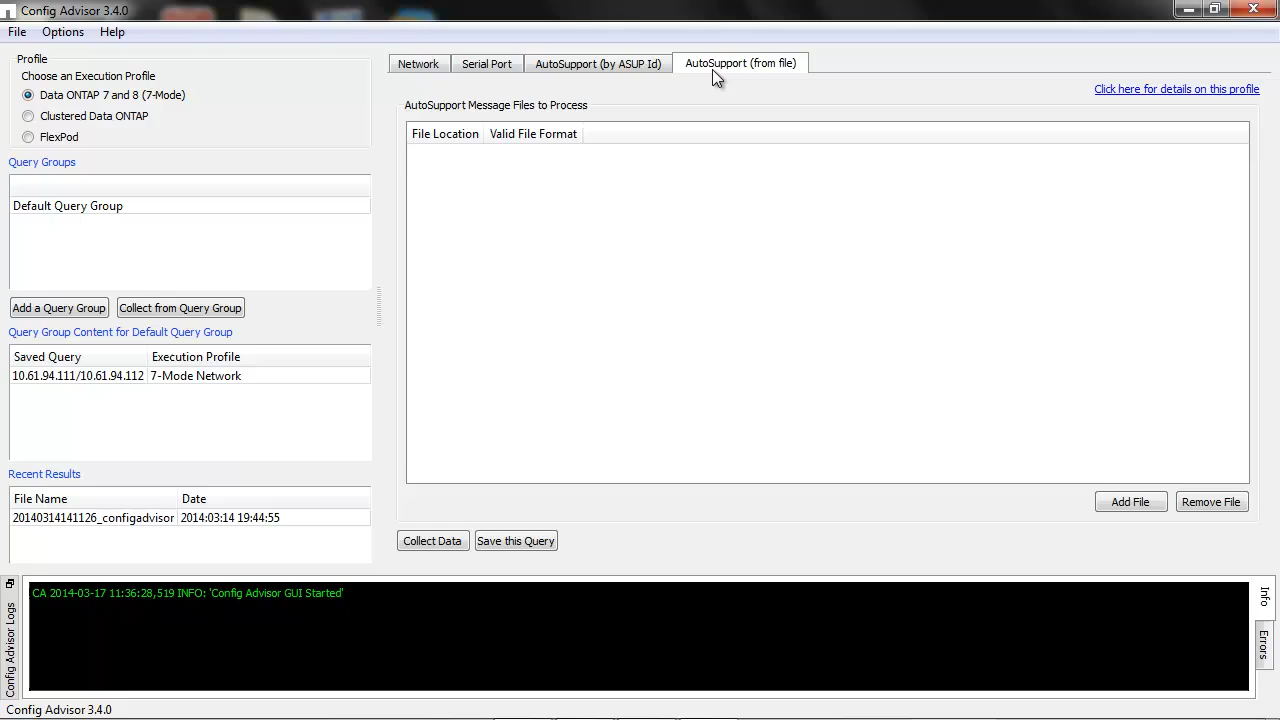 Config Advisor 3.4.0
File Options Help
Profile
Choose an Execution Profile
Data ONTAP 7 and 8 (7-Mode)
Clustered Data ONTAP
FlexPod
Query Groups
Default Query Group
Add a Query Group Collect from Query Group
Query Group Content for Default Query Group
Saved Query Execution Profile
10.61.94.111/10.61.94.112 7-Mode Network
Recent Results
File Name Date
20140314141126_configadvisor 2014:03:14 19:44:55
Network Serial Port AutoSupport (by ASUP Id) AutoSupport (from file)
Click here for details on this profile
AutoSupport Message Files to Process
File Location Valid File Format
Add File Remove File
Collect Data Save this Query
Config Advisor Logs
CA 2014-03-17 11:36:28,519 INFO: 'Config Advisor GUI Started'
Info
Errors
Config Advisor 3.4.0